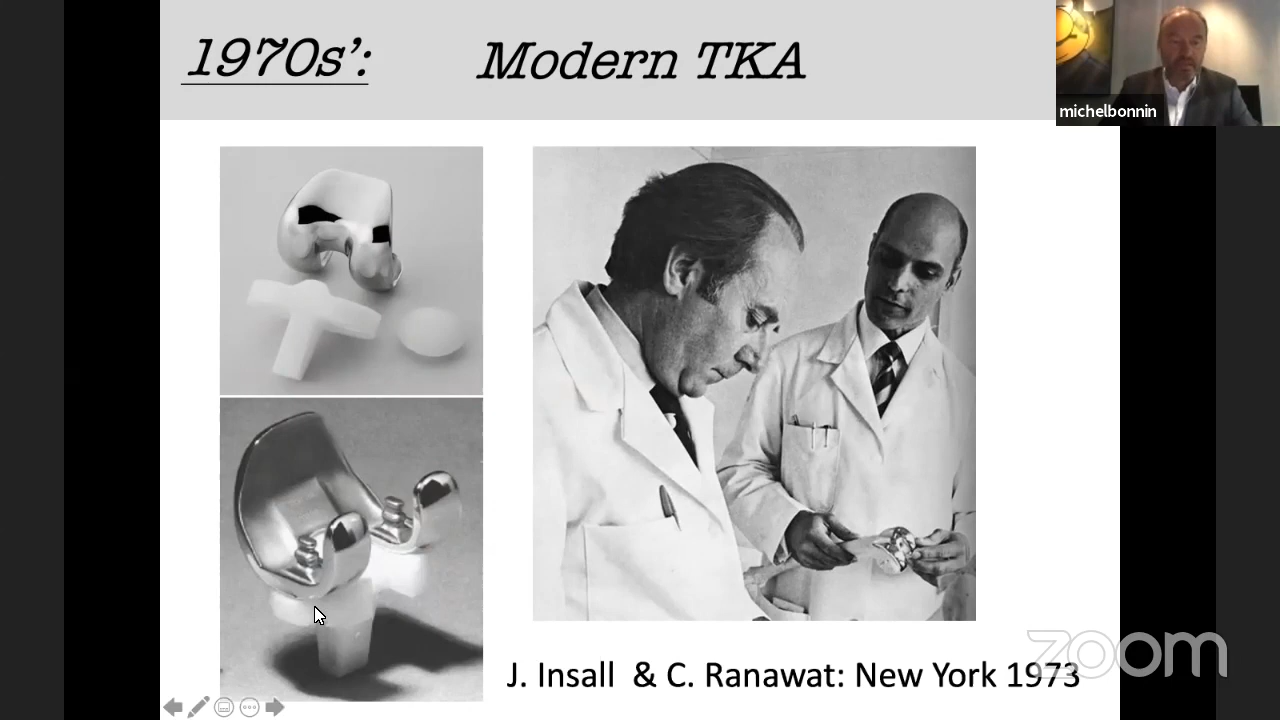 1970s': Modern TKA
michelbonnin
J. Insall & C. Ranawat: New York 1973
zoom